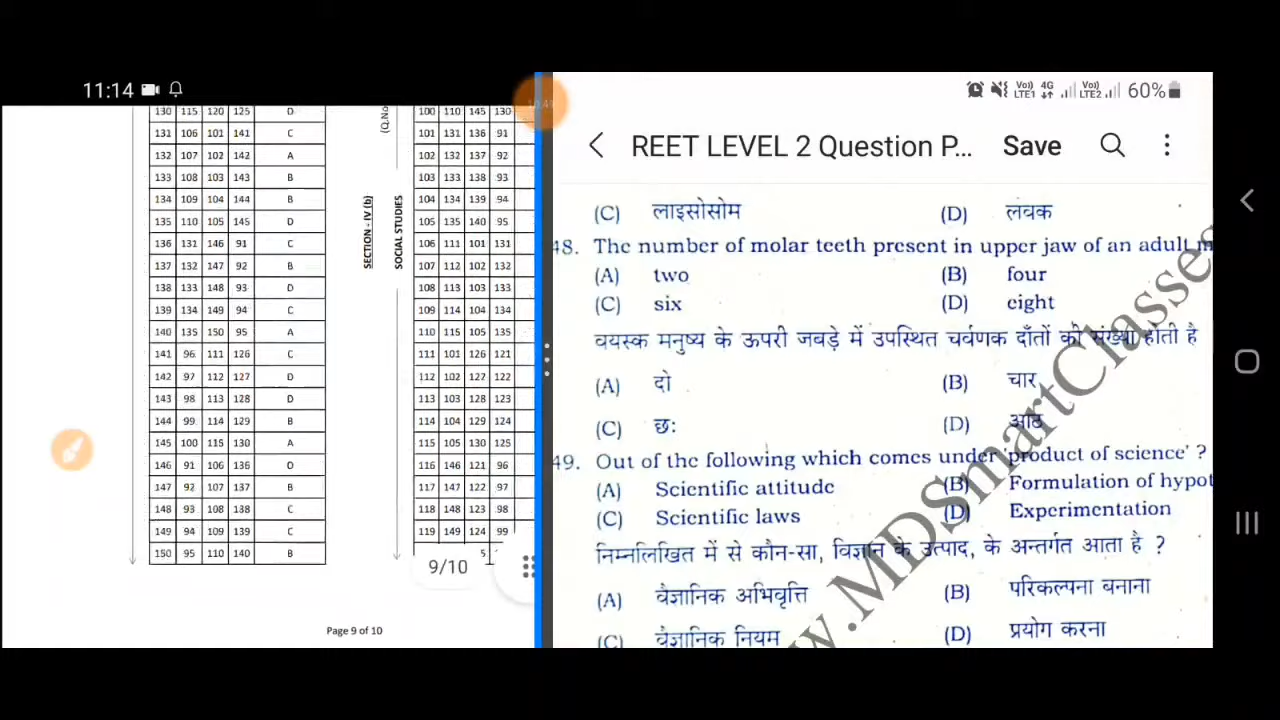 11:14
130 115 120 125 D
131 106 101 141 C
132 107 102 142 A
133 108 103 143 B
134 109 104 144 B
135 110 105 145 D
136 131 146 91 C
137 132 147 92 B
138 133 148 93 D
139 134 149 94 C
140 135 150 95 A
141 96 111 126 C
142 97 112 127 D
143 98 113 128 D
144 99 114 129 B
145 100 115 130 A
146 91 106 136 D
147 92 107 137 B
148 93 108 138 C
149 94 109 139 C
150 95 110 140 B
(Q.No
SECTION - IV (b)
SOCIAL STUDIES
100 110 145 130
101 131 136 91
102 132 137 92
103 133 138 93
104 134 139 94
105 135 140 95
106 111 101 131
107 112 102 132
108 113 103 133
109 114 104 134
110 115 105 135
111 101 126 121
112 102 127 122
113 103 128 123
114 104 129 124
115 105 130 125
116 146 121 96
117 147 122 97
118 148 123 98
119 149 124 99
9/10
Page 9 of 10
Vo) LTE1 4G Vo) LTE2 60%
REET LEVEL 2 Question P... Save
(C) लाइसोसोम (D) लवक
48. The number of molar teeth present in upper jaw of an adult m
(A) two (B) four
(C) six (D) eight
वयस्क मनुष्य के ऊपरी जबड़े में उपस्थित चर्वणक दाँतों की संख्या होती है
(A) दो (B) चार
(C) छः (D) आठ
49. Out of the following which comes under 'product of science' ?
(A) Scientific attitude (B) Formulation of hypot
(C) Scientific laws (D) Experimentation
निम्नलिखित में से कौन-सा, विज्ञान के उत्पाद, के अन्तर्गत आता है ?
(A) वैज्ञानिक अभिवृत्ति (B) परिकल्पना बनाना
(C) वैज्ञानिक नियम (D) प्रयोग करना
w.MDSmartClasses